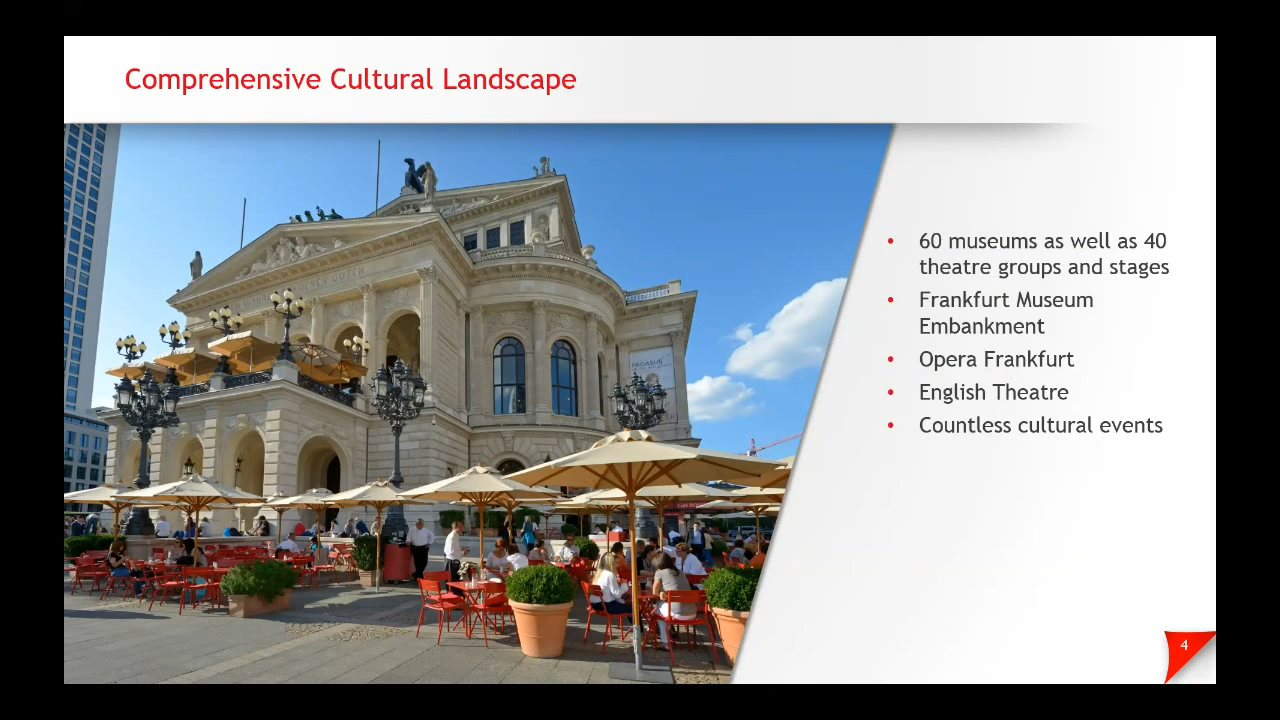 Comprehensive Cultural Landscape
• 60 museums as well as 40
theatre groups and stages
• Frankfurt Museum
Embankment
• Opera Frankfurt
• English Theatre
• Countless cultural events
PEGASUS
4